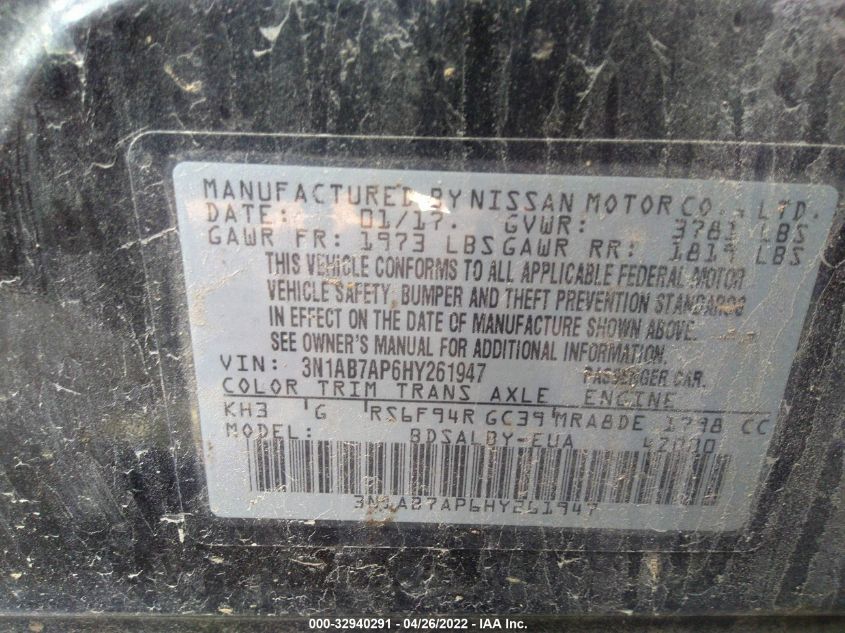 MANUFACTURED BY NISSAN MOTOR CO., LTD.
DATE: 01/17. GVWR: 3781 LBS
GAWR FR: 1973 LBS GAWR RR: 1819 LBS
THIS VEHICLE CONFORMS TO ALL APPLICABLE FEDERAL MOTOR
VEHICLE SAFETY, BUMPER AND THEFT PREVENTION STANDARDS
IN EFFECT ON THE DATE OF MANUFACTURE SHOWN ABOVE.
SEE OWNER'S MANUAL FOR ADDITIONAL INFORMATION.
VIN: 3N1AB7AP6HY261947 PASSENGER CAR.
COLOR TRIM TRANS AXLE ENGINE
KH3 G RS6F94R GC39 MRA8DE 1798 CC
MODEL: BDSALBY-EUA
3N1AB7AP6HY261947
000-32940291 - 04/26/2022 - IAA Inc.